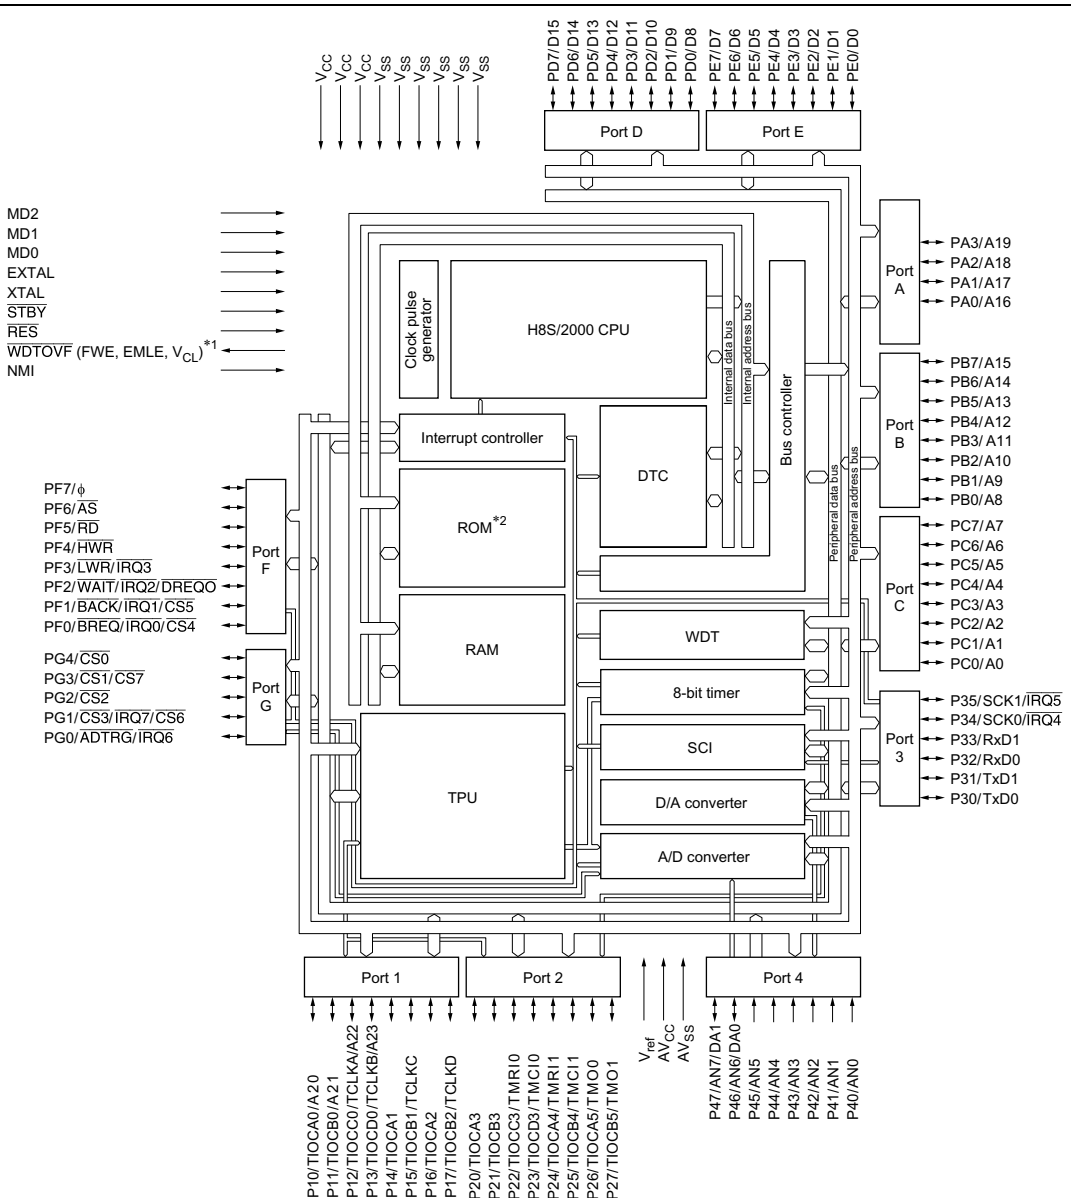 VCC
VCC
VCC
VSS
VSS
VSS
VSS
VSS
VSS
PD7/D15
PD6/D14
PD5/D13
PD4/D12
PD3/D11
PD2/D10
PD1/D9
PD0/D8
PE7/D7
PE6/D6
PE5/D5
PE4/D4
PE3/D3
PE2/D2
PE1/D1
PE0/D0
Port D
Port E
MD2
MD1
MD0
EXTAL
XTAL
STBY
RES
WDTOVF (FWE, EMLE, VCL)*1
NMI
Clock pulse
generator
H8S/2000 CPU
Internal data bus
Internal address bus
Bus controller
Peripheral data bus
Peripheral address bus
Port
A
PA3/A19
PA2/A18
PA1/A17
PA0/A16
Interrupt controller
DTC
Port
B
PB7/A15
PB6/A14
PB5/A13
PB4/A12
PB3/A11
PB2/A10
PB1/A9
PB0/A8
PF7/ϕ
PF6/AS
PF5/RD
PF4/HWR
PF3/LWR/IRQ3
PF2/WAIT/IRQ2/DREQO
PF1/BACK/IRQ1/CS5
PF0/BREQ/IRQ0/CS4
Port
F
ROM*2
Port
C
PC7/A7
PC6/A6
PC5/A5
PC4/A4
PC3/A3
PC2/A2
PC1/A1
PC0/A0
PG4/CS0
PG3/CS1/CS7
PG2/CS2
PG1/CS3/IRQ7/CS6
PG0/ADTRG/IRQ6
Port
G
RAM
WDT
8-bit timer
SCI
D/A converter
A/D converter
TPU
Port
3
P35/SCK1/IRQ5
P34/SCK0/IRQ4
P33/RxD1
P32/RxD0
P31/TxD1
P30/TxD0
Port 1
Port 2
Port 4
P10/TIOCA0/A20
P11/TIOCB0/A21
P12/TIOCC0/TCLKA/A22
P13/TIOCD0/TCLKB/A23
P14/TIOCA1
P15/TIOCB1/TCLKC
P16/TIOCA2
P17/TIOCB2/TCLKD
P20/TIOCA3
P21/TIOCB3
P22/TIOCC3/TMRI0
P23/TIOCD3/TMCI0
P24/TIOCA4/TMRI1
P25/TIOCB4/TMCI1
P26/TIOCA5/TMO0
P27/TIOCB5/TMO1
Vref
AVCC
AVSS
P47/AN7/DA1
P46/AN6/DA0
P45/AN5
P44/AN4
P43/AN3
P42/AN2
P41/AN1
P40/AN0